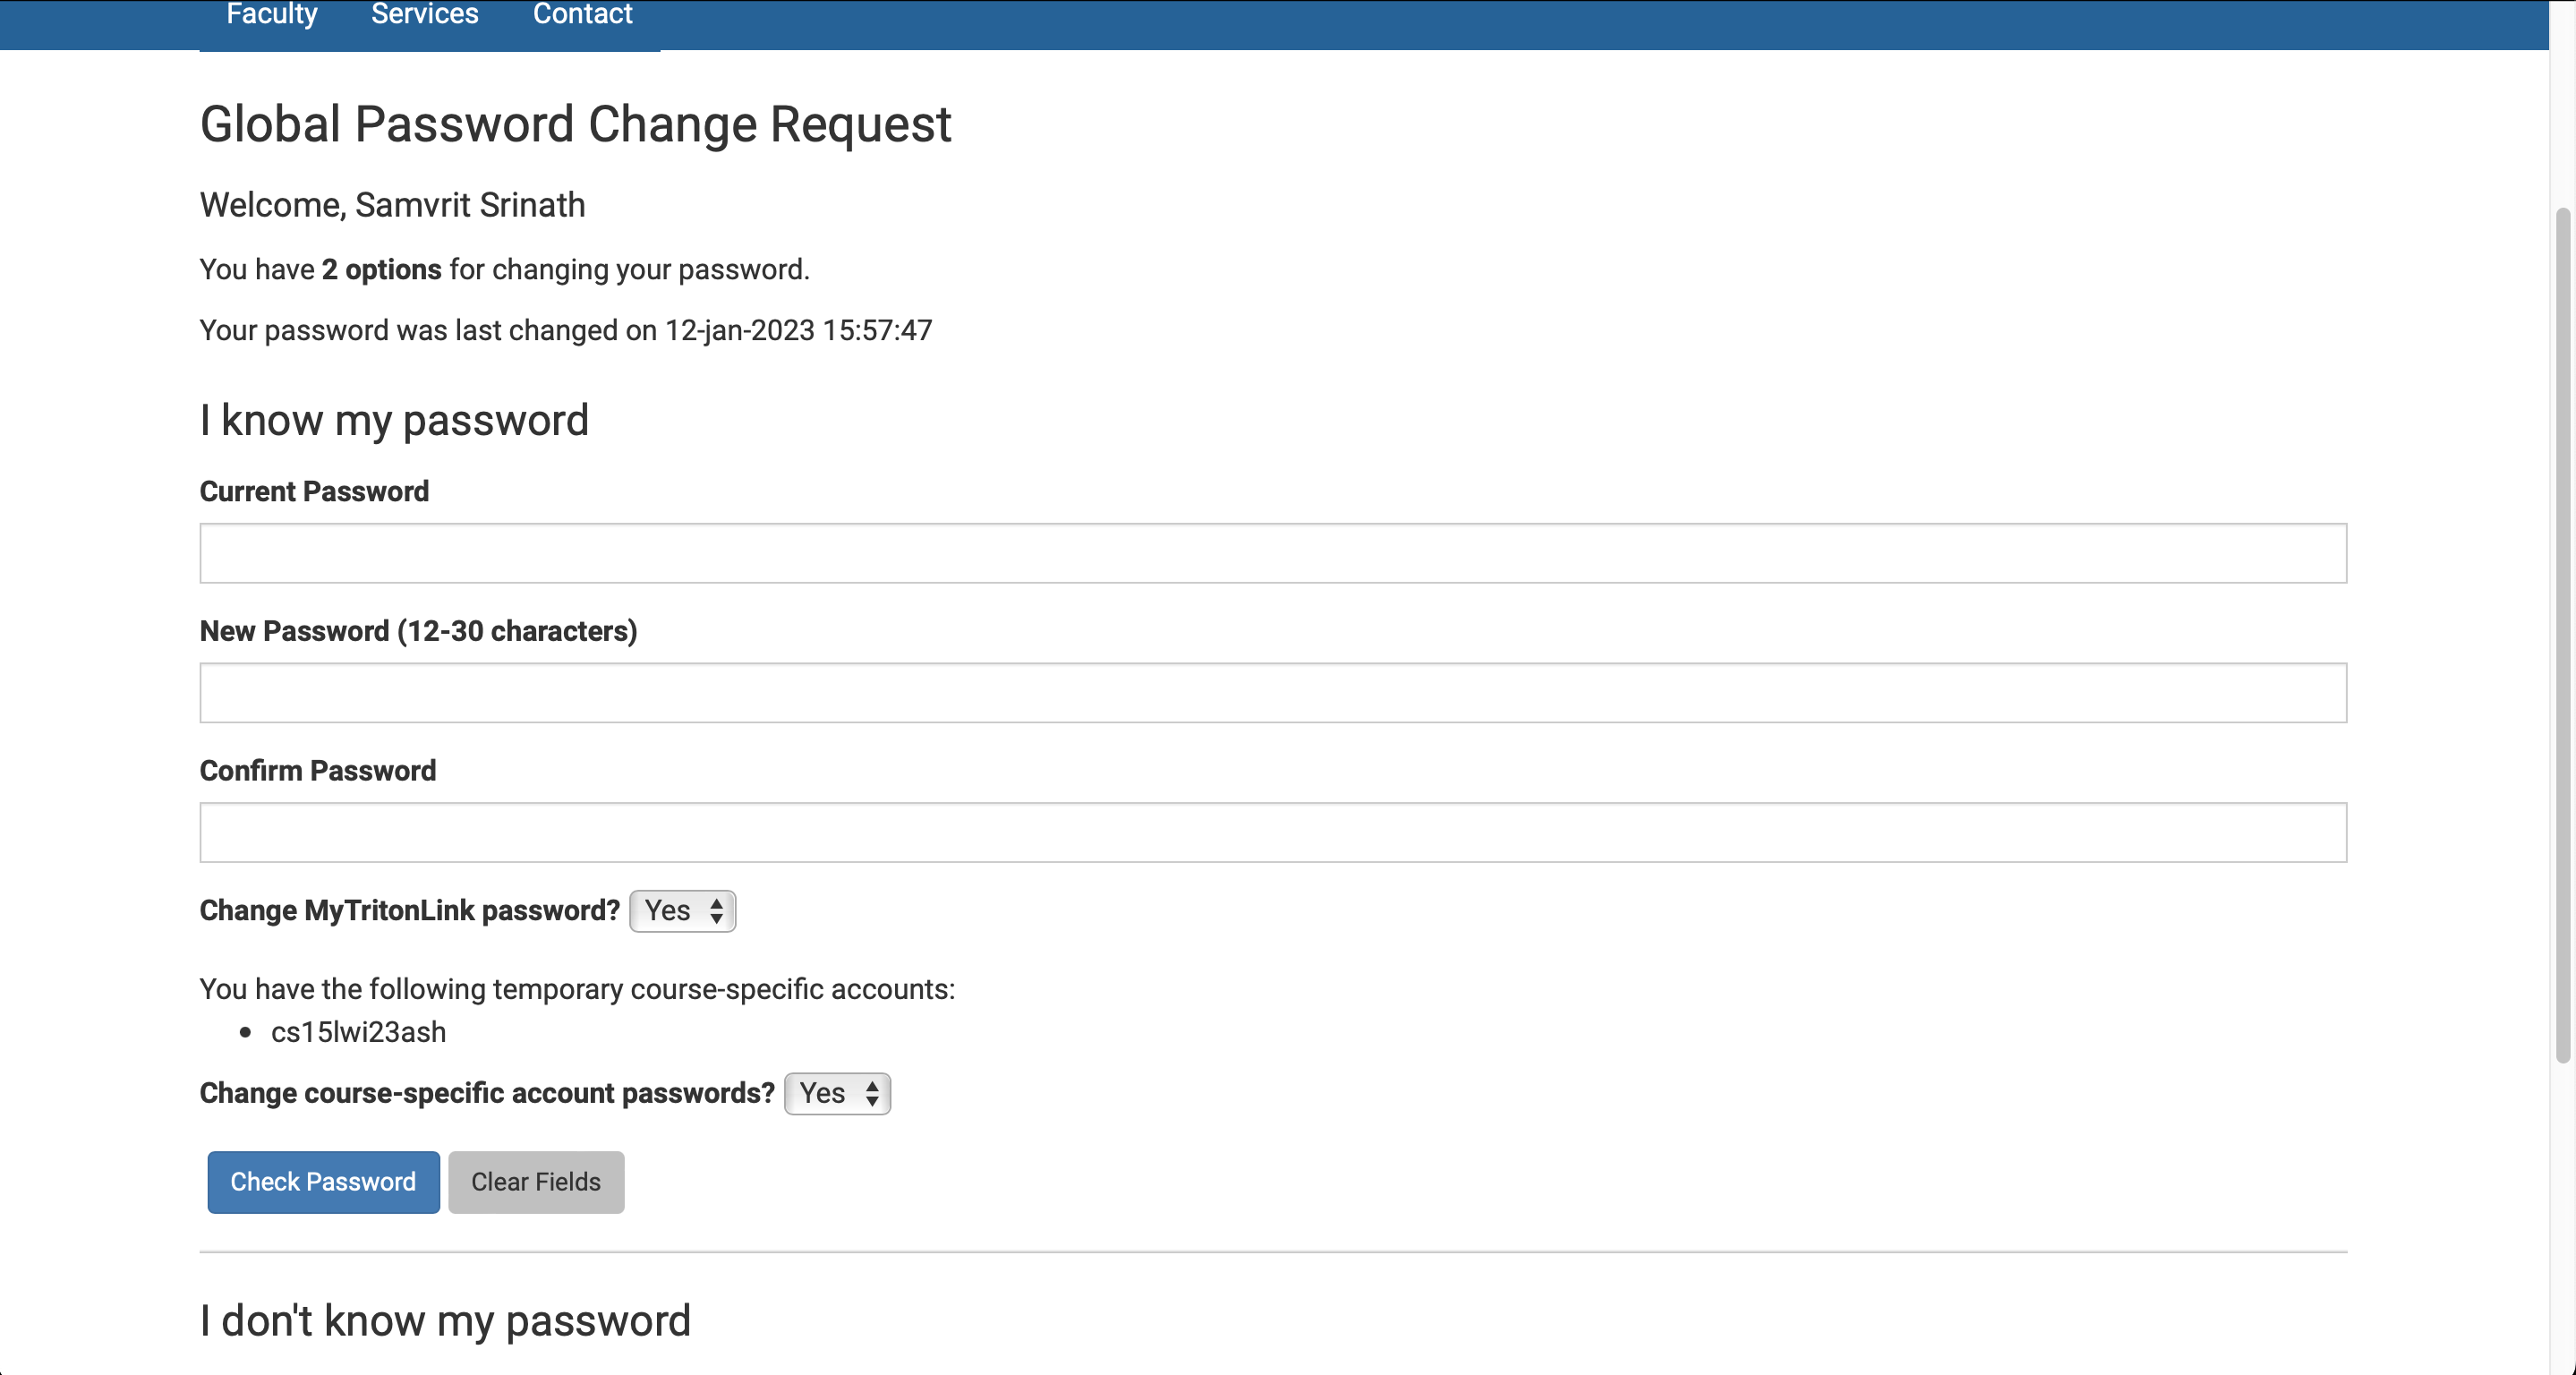 Faculty Services Contact
Global Password Change Request
Welcome, Samvrit Srinath
You have 2 options for changing your password.
Your password was last changed on 12-jan-2023 15:57:47
I know my password
Current Password
New Password (12-30 characters)
Confirm Password
Change MyTritonLink password? Yes
You have the following temporary course-specific accounts:
• cs15lwi23ash
Change course-specific account passwords? Yes
Check Password Clear Fields
I don't know my password